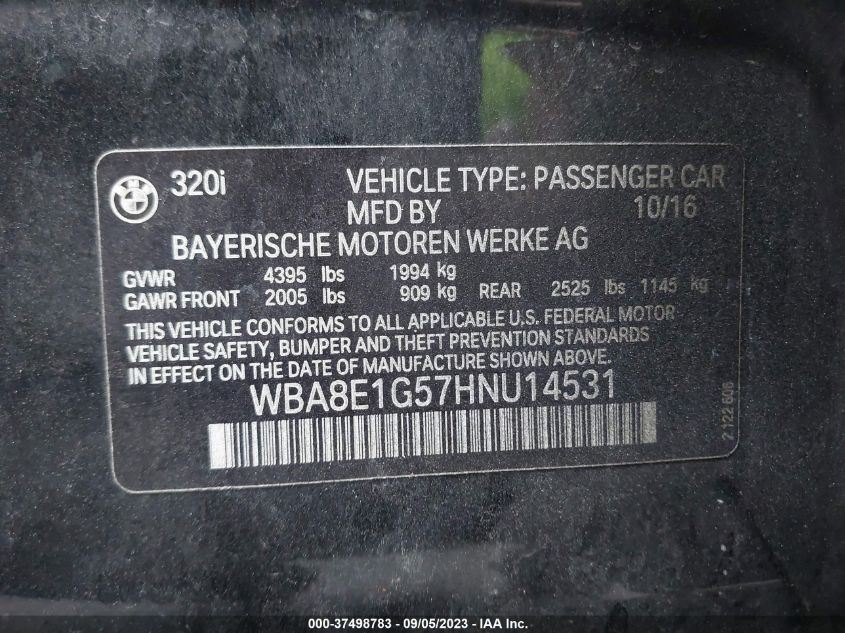 320i VEHICLE TYPE: PASSENGER CAR
MFD BY 10/16
BAYERISCHE MOTOREN WERKE AG
GVWR 4395 lbs 1994 kg
GAWR FRONT 2005 lbs 909 kg REAR 2525 lbs 1145 kg
THIS VEHICLE CONFORMS TO ALL APPLICABLE U.S. FEDERAL MOTOR
VEHICLE SAFETY, BUMPER AND THEFT PREVENTION STANDARDS
IN EFFECT ON THE DATE OF MANUFACTURE SHOWN ABOVE.
WBA8E1G57HNU14531
2 122 606
000-37498783 - 09/05/2023 - IAA Inc.